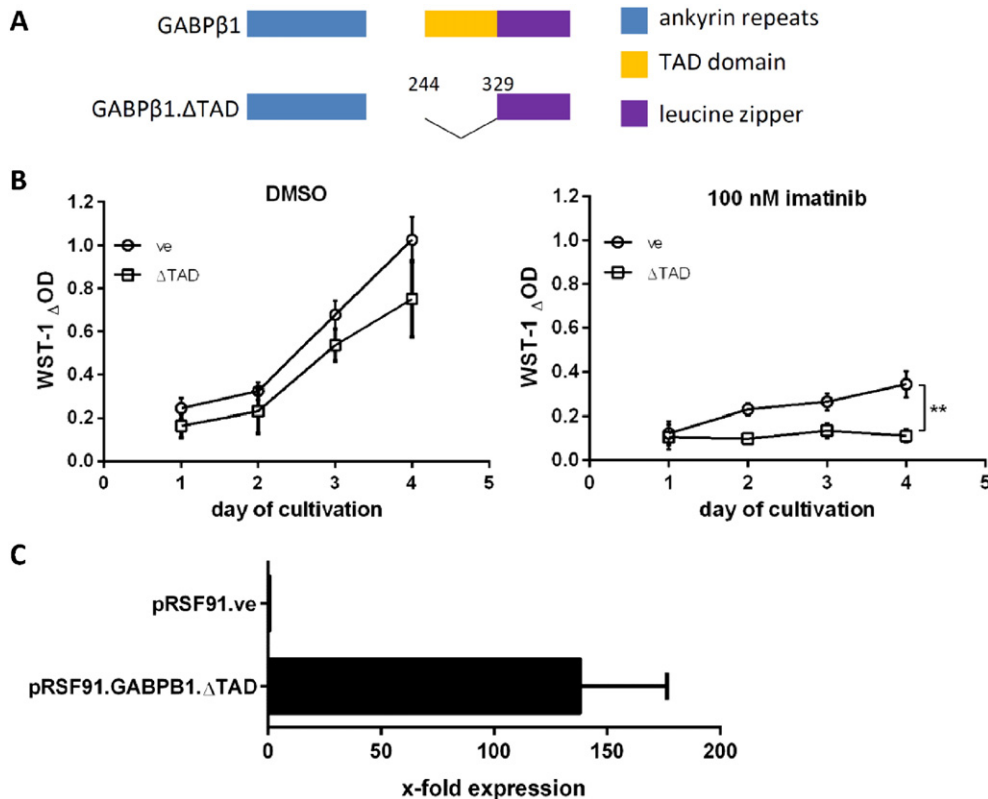 A
GABPβ1
ankyrin repeats
TAD domain
244 329
GABPβ1.ΔTAD
leucine zipper
B
DMSO
WST-1 ΔOD
1.2
1.0
0.8
0.6
0.4
0.2
0.0
ve
ΔTAD
0 1 2 3 4 5
day of cultivation
100 nM imatinib
WST-1 ΔOD
1.2
1.0
0.8
0.6
0.4
0.2
0.0
ve
ΔTAD
**
0 1 2 3 4 5
day of cultivation
C
pRSF91.ve
pRSF91.GABPB1.ΔTAD
0 50 100 150 200
x-fold expression